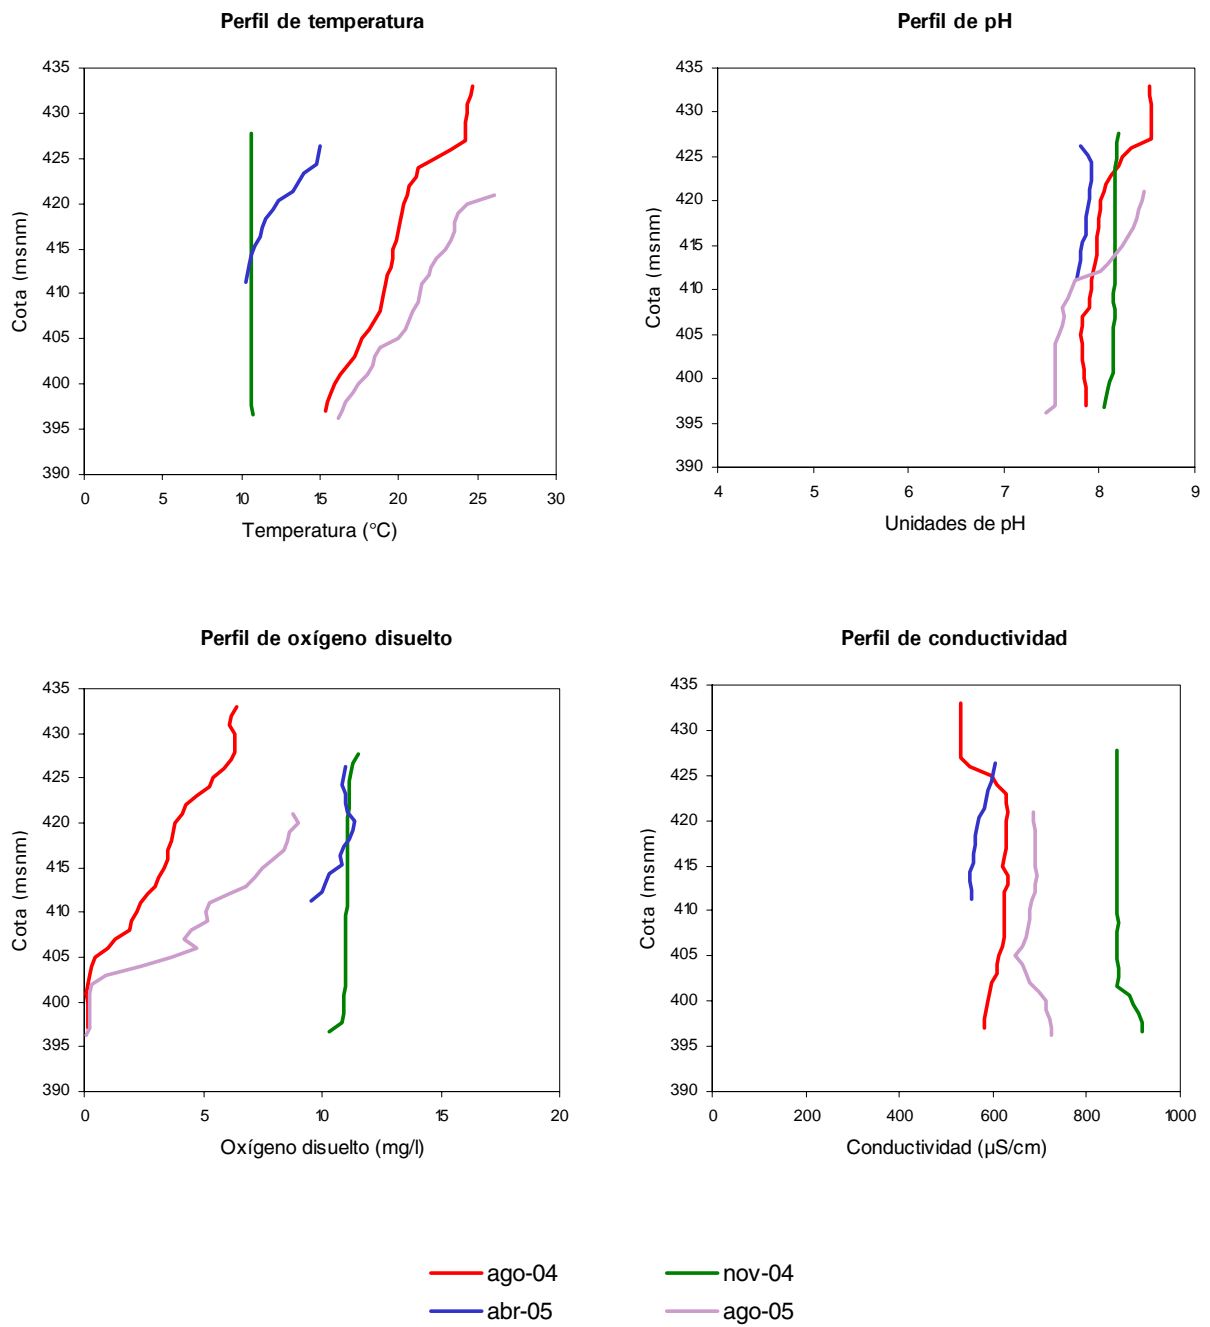 Perfil de temperatura
435
430
425
420
415
410
405
400
395
390
Cota (msnm)
0 5 10 15 20 25 30
Temperatura (°C)
Perfil de pH
435
430
425
420
415
410
405
400
395
390
Cota (msnm)
4 5 6 7 8 9
Unidades de pH
Perfil de oxígeno disuelto
435
430
425
420
415
410
405
400
395
390
Cota (msnm)
0 5 10 15 20
Oxígeno disuelto (mg/l)
Perfil de conductividad
435
430
425
420
415
410
405
400
395
390
Cota (msnm)
0 200 400 600 800 1000
Conductividad (µS/cm)
ago-04 nov-04
abr-05 ago-05